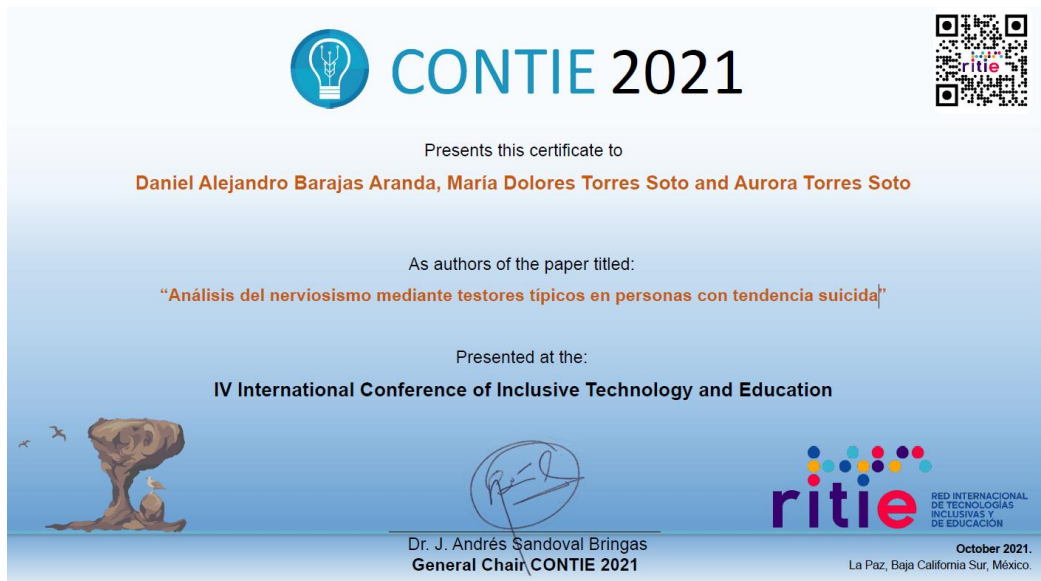 CONTIE 2021
ritie
Presents this certificate to
Daniel Alejandro Barajas Aranda, María Dolores Torres Soto and Aurora Torres Soto
As authors of the paper titled:
“Análisis del nerviosismo mediante testores típicos en personas con tendencia suicida”
Presented at the:
IV International Conference of Inclusive Technology and Education
ritie
RED INTERNACIONAL
DE TECNOLOGÍAS
INCLUSIVAS Y
DE EDUCACIÓN
Dr. J. Andrés Sandoval Bringas
General Chair CONTIE 2021
October 2021.
La Paz, Baja California Sur, México.